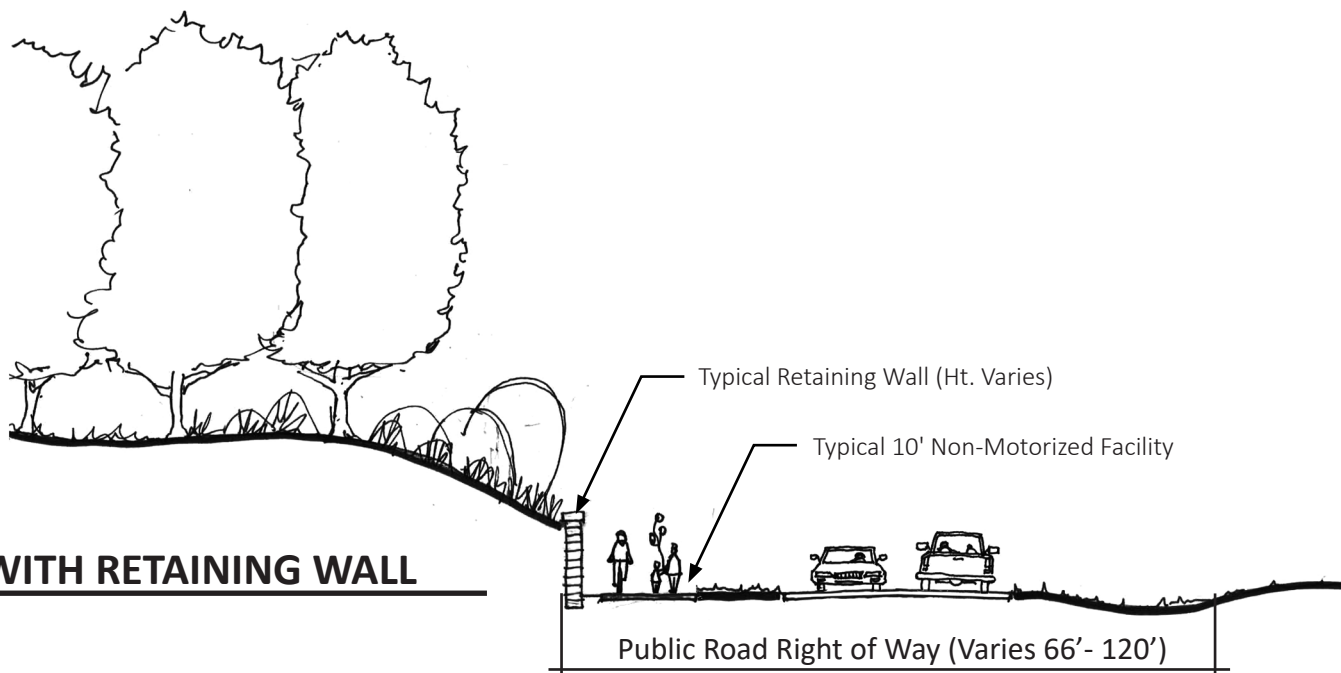 Typical Retaining Wall (Ht. Varies)
Typical 10' Non-Motorized Facility
WITH RETAINING WALL
Public Road Right of Way (Varies 66’- 120’)